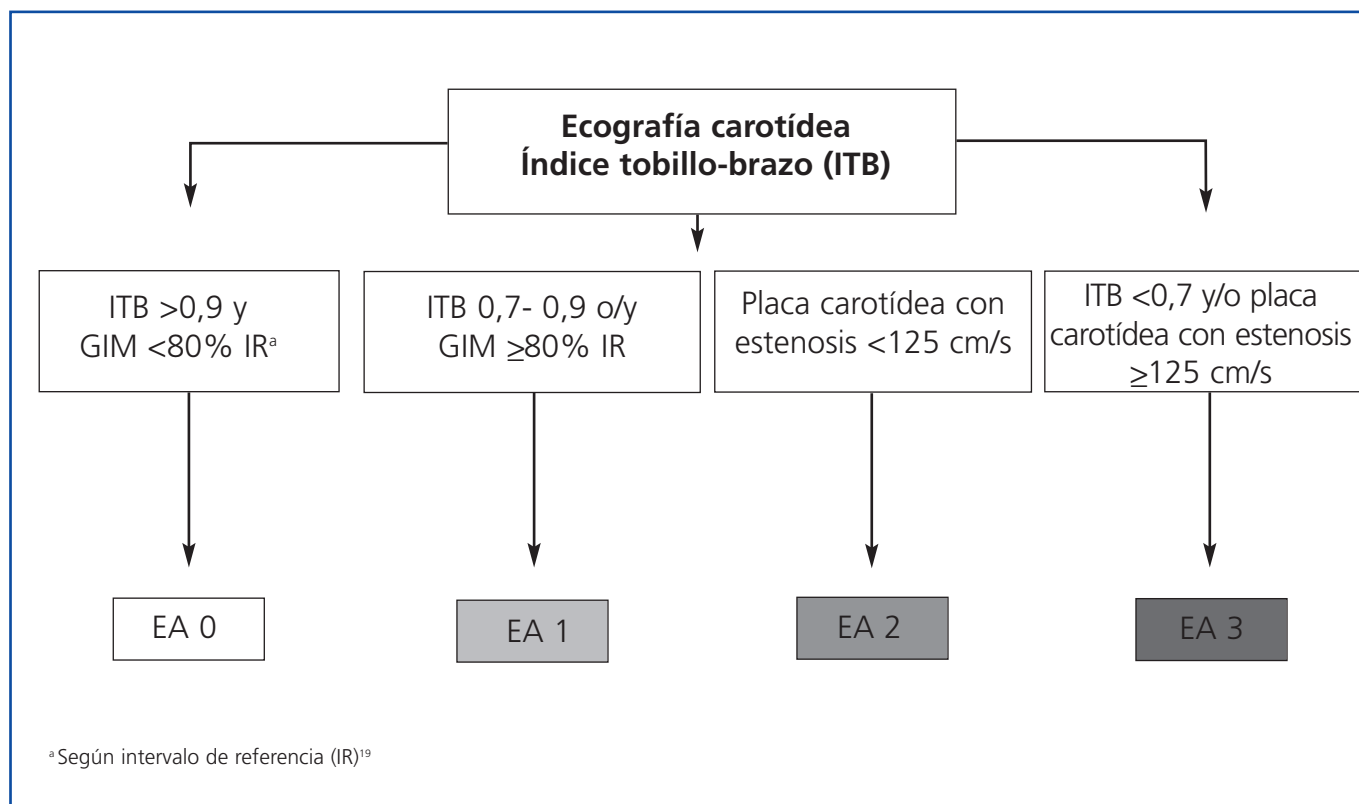 Ecografía carotídea
Índice tobillo-brazo (ITB)
ITB >0,9 y
GIM <80% IRª
ITB 0,7- 0,9 o/y
GIM ≥80% IR
Placa carotídea con
estenosis <125 cm/s
ITB <0,7 y/o placa
carotídea con estenosis
≥125 cm/s
EA 0
EA 1
EA 2
EA 3
ª Según intervalo de referencia (IR)¹⁹